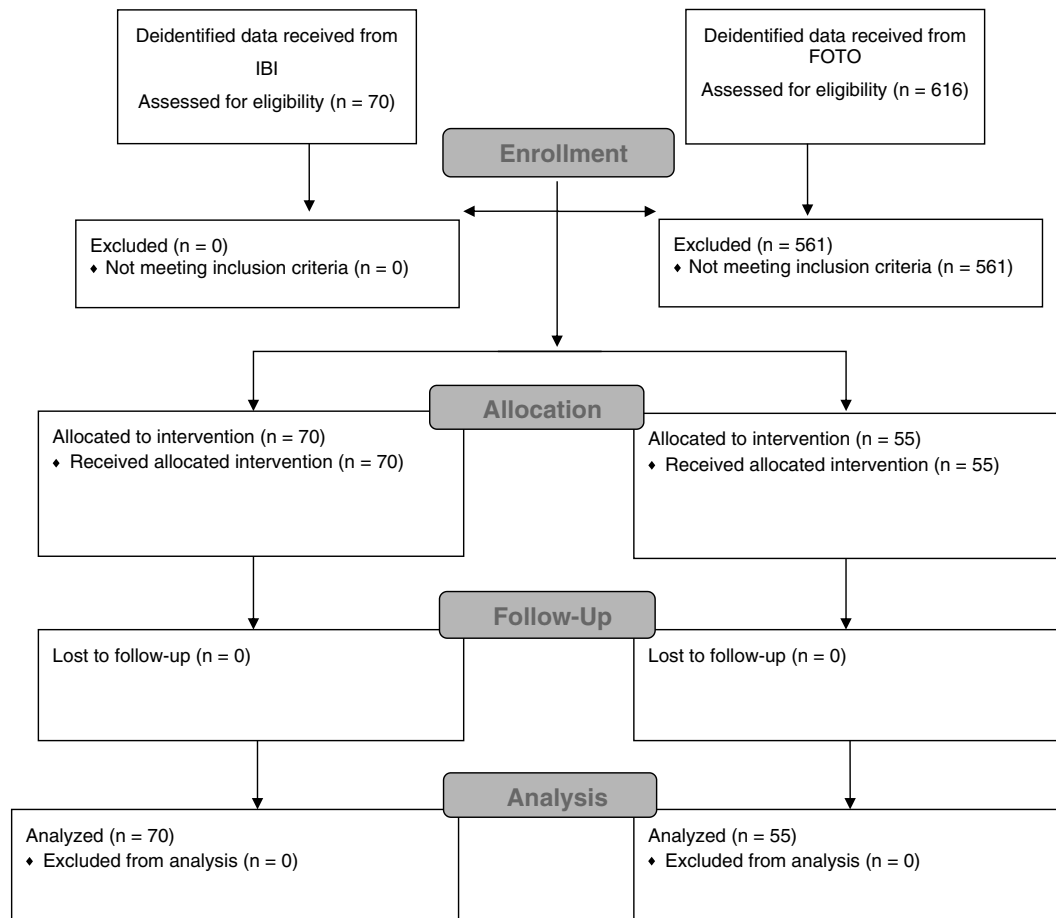 Deidentified data received from
IBI
Assessed for eligibility (n = 70)
Deidentified data received from
FOTO
Assessed for eligibility (n = 616)
Enrollment
Excluded (n = 0)
♦ Not meeting inclusion criteria (n = 0)
Excluded (n = 561)
♦ Not meeting inclusion criteria (n = 561)
Allocation
Allocated to intervention (n = 70)
♦ Received allocated intervention (n = 70)
Allocated to intervention (n = 55)
♦ Received allocated intervention (n = 55)
Follow-Up
Lost to follow-up (n = 0)
Lost to follow-up (n = 0)
Analysis
Analyzed (n = 70)
♦ Excluded from analysis (n = 0)
Analyzed (n = 55)
♦ Excluded from analysis (n = 0)